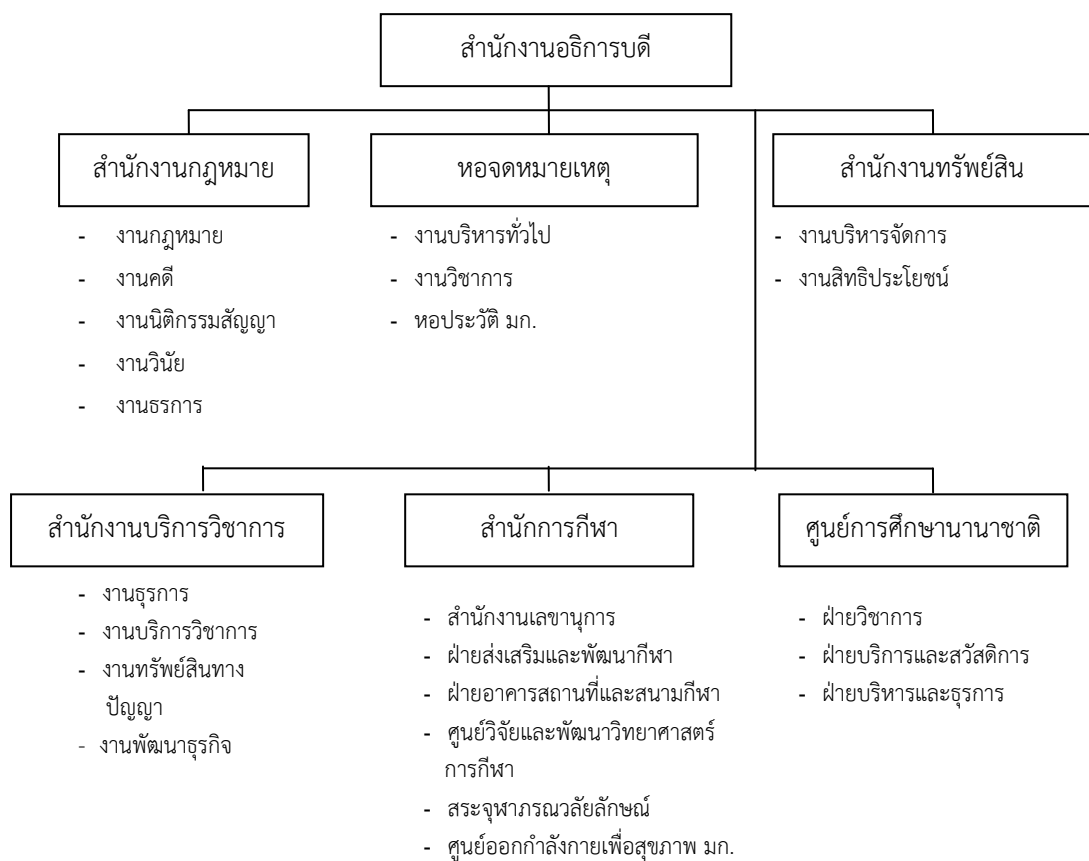 สำนักงานอธิการบดี
สำนักงานกฎหมาย
- งานกฎหมาย
- งานคดี
- งานนิติกรรมสัญญา
- งานวินัย
- งานธรการ
หอจดหมายเหตุ
- งานบริหารทั่วไป
- งานวิชาการ
- หอประวัติ มก.
สำนักงานทรัพย์สิน
- งานบริหารจัดการ
- งานสิทธิประโยชน์
สำนักงานบริการวิชาการ
- งานธุรการ
- งานบริการวิชาการ
- งานทรัพย์สินทาง
ปัญญา
- งานพัฒนาธุรกิจ
สำนักการกีฬา
- สำนักงานเลขานุการ
- ฝ่ายส่งเสริมและพัฒนากีฬา
- ฝ่ายอาคารสถานที่และสนามกีฬา
- ศูนย์วิจัยและพัฒนาวิทยาศาสตร์
การกีฬา
- สระจุฬาภรณวลัยลักษณ์
- ศูนย์ออกกำลังกายเพื่อสุขภาพ มก.
ศูนย์การศึกษานานาชาติ
- ฝ่ายวิชาการ
- ฝ่ายบริการและสวัสดิการ
- ฝ่ายบริหารและธุรการ